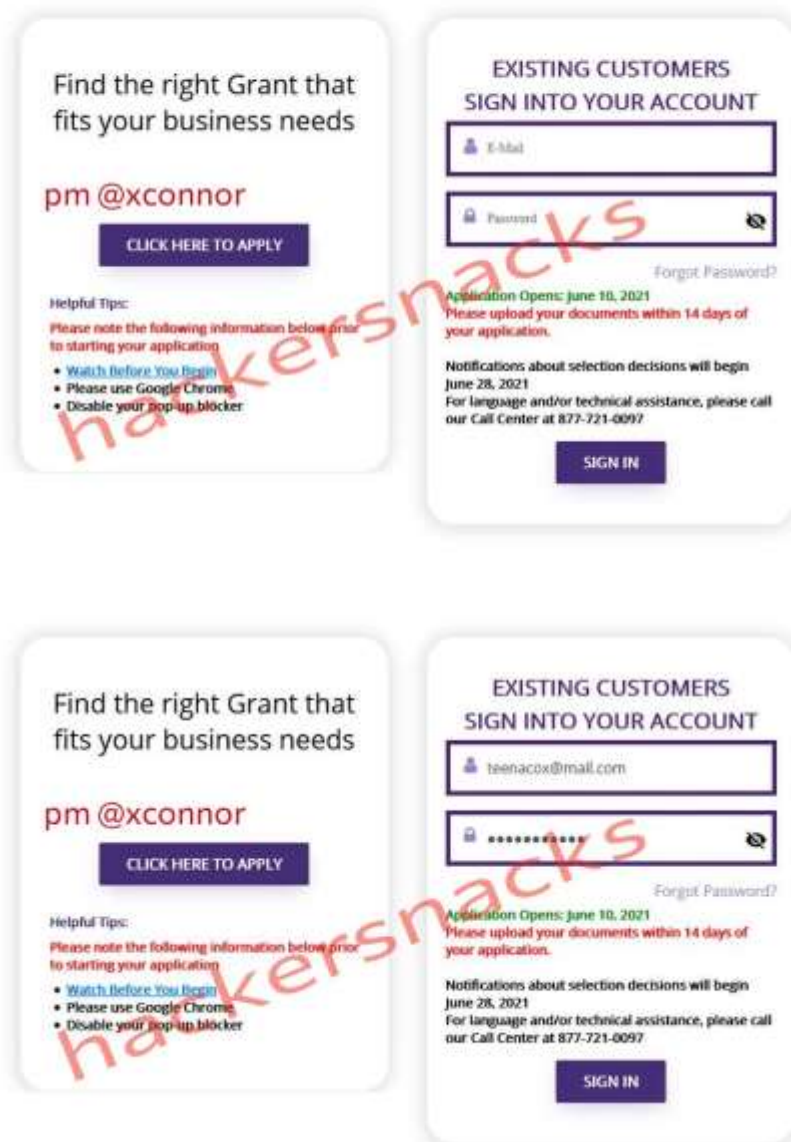 Find the right Grant that
fits your business needs
pm @xconnor
CLICK HERE TO APPLY
Helpful Tips:
Please note the following information below prior
to starting your application
• Watch Before You Begin
• Please use Google Chrome
• Disable your pop-up blocker
EXISTING CUSTOMERS
SIGN INTO YOUR ACCOUNT
E-Mail
Password
Forgot Password?
Application Opens: June 10, 2021
Please upload your documents within 14 days of
your application.
Notifications about selection decisions will begin
June 28, 2021
For language and/or technical assistance, please call
our Call Center at 877-721-0097
SIGN IN
hackersnacks
Find the right Grant that
fits your business needs
pm @xconnor
CLICK HERE TO APPLY
Helpful Tips:
Please note the following information below prior
to starting your application
• Watch Before You Begin
• Please use Google Chrome
• Disable your pop-up blocker
EXISTING CUSTOMERS
SIGN INTO YOUR ACCOUNT
teenacox@mail.com
•••••••••••
Forgot Password?
Application Opens: June 10, 2021
Please upload your documents within 14 days of
your application.
Notifications about selection decisions will begin
June 28, 2021
For language and/or technical assistance, please call
our Call Center at 877-721-0097
SIGN IN
hackersnacks